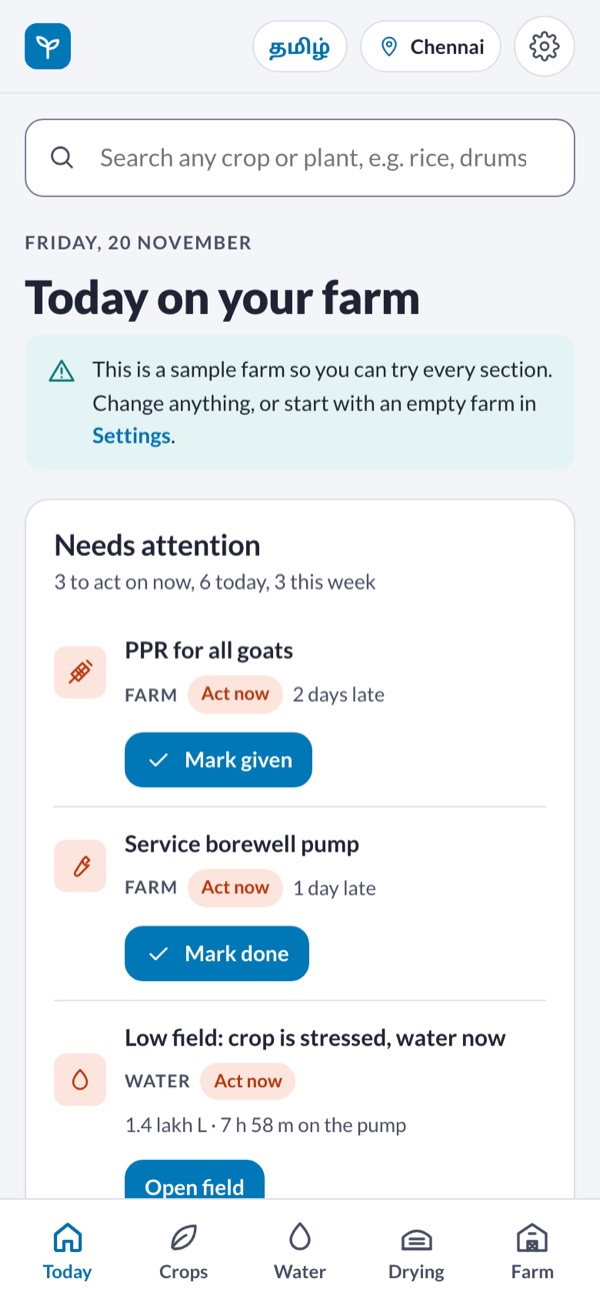 தமிழ்
Chennai
Search any crop or plant, e.g. rice, drums
FRIDAY, 20 NOVEMBER
Today on your farm
This is a sample farm so you can try every section.
Change anything, or start with an empty farm in
Settings.
Needs attention
3 to act on now, 6 today, 3 this week
PPR for all goats
FARM Act now 2 days late
Mark given
Service borewell pump
FARM Act now 1 day late
Mark done
Low field: crop is stressed, water now
WATER Act now
1.4 lakh L · 7 h 58 m on the pump
Open field
Today Crops Water Drying Farm